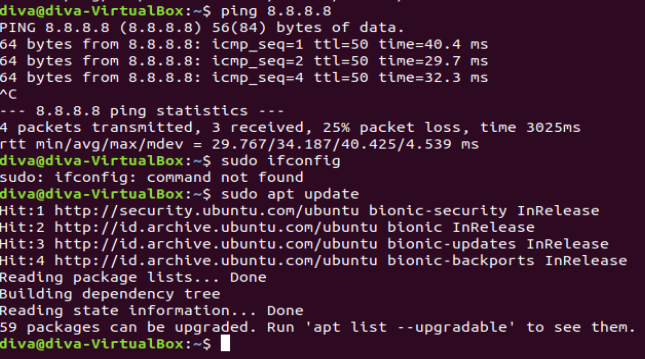 diva@diva-VirtualBox:~$ ping 8.8.8.8
PING 8.8.8.8 (8.8.8.8) 56(84) bytes of data.
64 bytes from 8.8.8.8: icmp_seq=1 ttl=50 time=40.4 ms
64 bytes from 8.8.8.8: icmp_seq=2 ttl=50 time=29.7 ms
64 bytes from 8.8.8.8: icmp_seq=4 ttl=50 time=32.3 ms
^C
--- 8.8.8.8 ping statistics ---
4 packets transmitted, 3 received, 25% packet loss, time 3025ms
rtt min/avg/max/mdev = 29.767/34.187/40.425/4.539 ms
diva@diva-VirtualBox:~$ sudo ifconfig
sudo: ifconfig: command not found
diva@diva-VirtualBox:~$ sudo apt update
Hit:1 http://security.ubuntu.com/ubuntu bionic-security InRelease
Hit:2 http://id.archive.ubuntu.com/ubuntu bionic InRelease
Hit:3 http://id.archive.ubuntu.com/ubuntu bionic-updates InRelease
Hit:4 http://id.archive.ubuntu.com/ubuntu bionic-backports InRelease
Reading package lists... Done
Building dependency tree
Reading state information... Done
59 packages can be upgraded. Run 'apt list --upgradable' to see them.
diva@diva-VirtualBox:~$